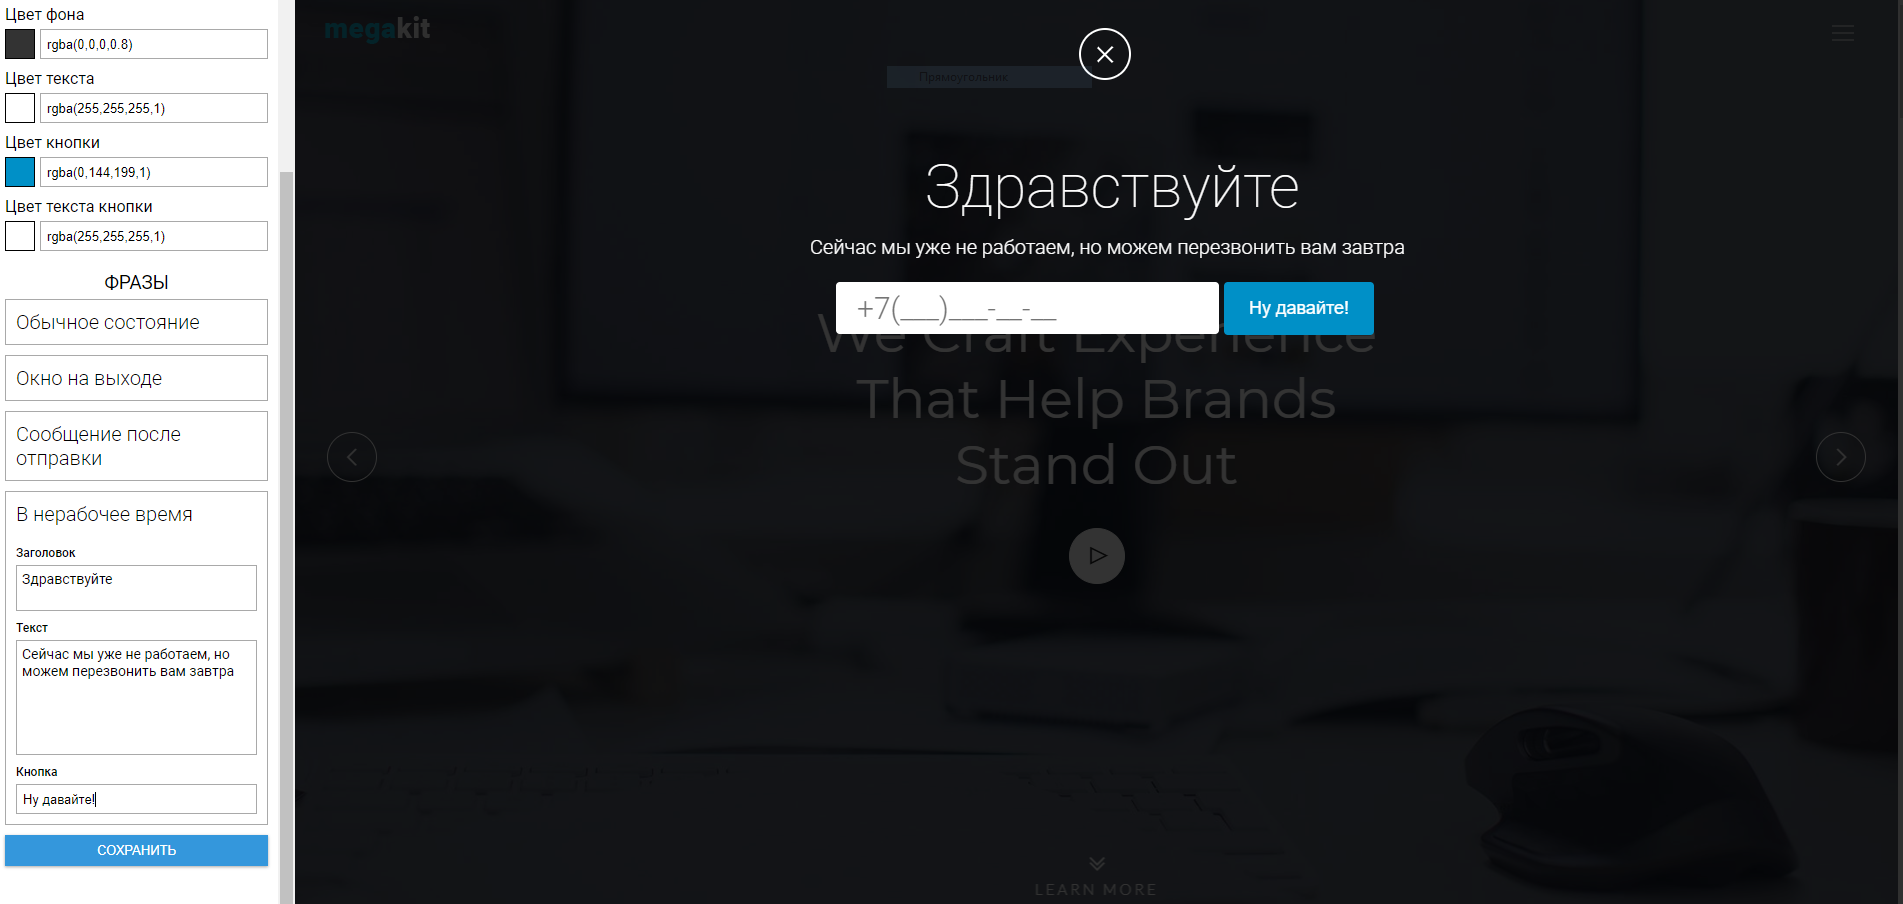 Цвет фона
rgba(0,0,0,0.8)
Цвет текста
rgba(255,255,255,1)
Цвет кнопки
rgba(0,144,199,1)
Цвет текста кнопки
rgba(255,255,255,1)
ФРАЗЫ
Обычное состояние
Окно на выходе
Сообщение после
отправки
В нерабочее время
Заголовок
Здравствуйте
Текст
Сейчас мы уже не работаем, но
можем перезвонить вам завтра
Кнопка
Ну давайте!
СОХРАНИТЬ
megakit
Прямоугольник
Здравствуйте
Сейчас мы уже не работаем, но можем перезвонить вам завтра
+7(___)___-__-__
Ну давайте!
We Craft Experience
That Help Brands
Stand Out
LEARN MORE